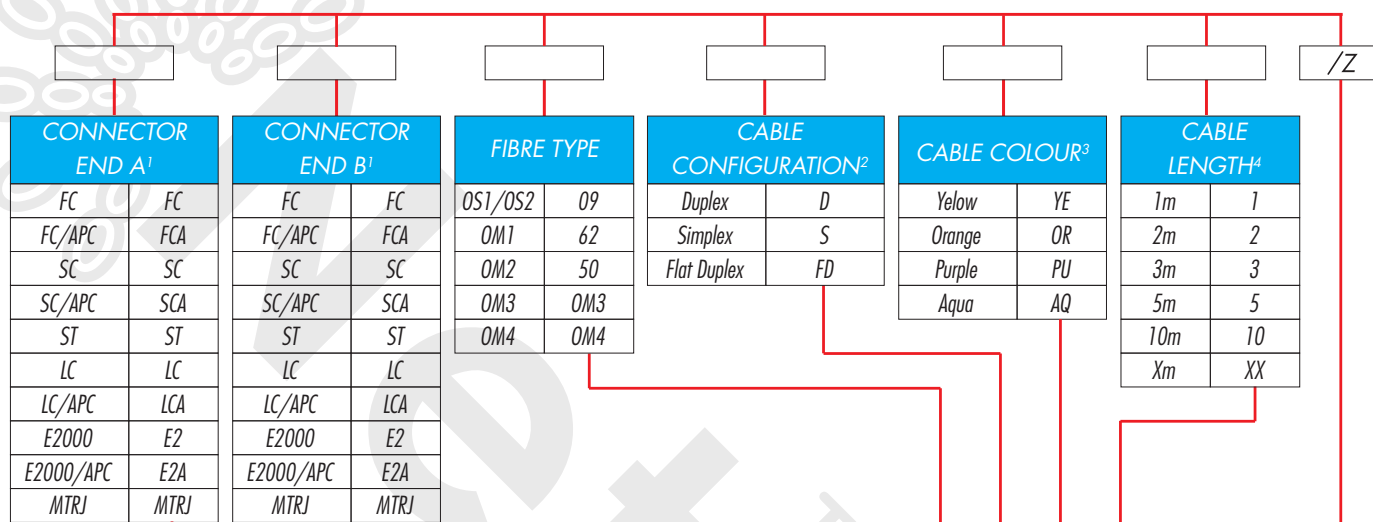 /Z
CONNECTOR END A¹ CONNECTOR END B¹ FIBRE TYPE CABLE CONFIGURATION² CABLE COLOUR³ CABLE LENGTH⁴
FC FC FC FC OS1/OS2 09 Duplex D Yelow YE 1m 1
FC/APC FCA FC/APC FCA OM1 62 Simplex S Orange OR 2m 2
SC SC SC SC OM2 50 Flat Duplex FD Purple PU 3m 3
SC/APC SCA SC/APC SCA OM3 OM3 Aqua AQ 5m 5
ST ST ST ST OM4 OM4 10m 10
LC LC LC LC Xm XX
LC/APC LCA LC/APC LCA
E2000 E2 E2000 E2
E2000/APC E2A E2000/APC E2A
MTRJ MTRJ MTRJ MTRJ